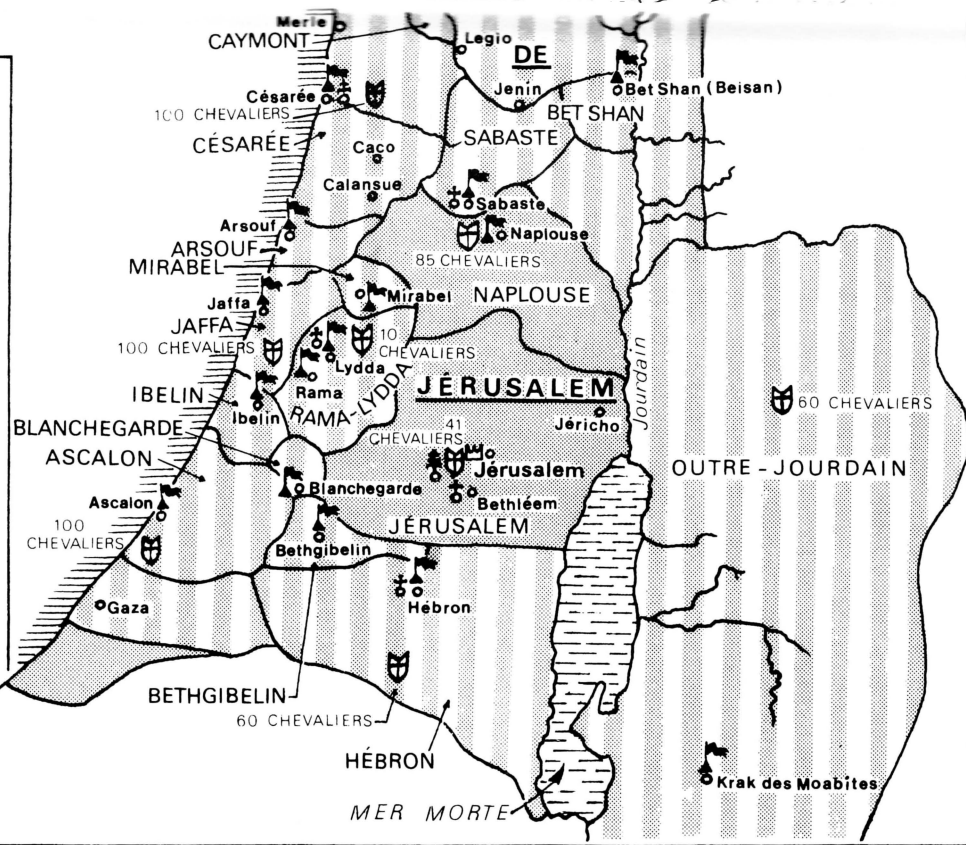 Merle
CAYMONT
Legio
DE
Césarée
Jenin
Bet Shan (Beisan)
100 CHEVALIERS
BET SHAN
CÉSARÉE
SABASTE
Caco
Calansue
Sabaste
Arsouf
Naplouse
ARSOUF
85 CHEVALIERS
MIRABEL
Mirabel
NAPLOUSE
Jaffa
JAFFA
100 CHEVALIERS
10
CHEVALIERS
Lydda
Rama
RAMA-LYDDA
JÉRUSALEM
Jourdain
IBELIN
Ibelin
Jéricho
60 CHEVALIERS
BLANCHEGARDE
41
CHEVALIERS
ASCALON
Jérusalem
OUTRE-JOURDAIN
Blanchegarde
Ascalon
Bethléem
100
CHEVALIERS
JÉRUSALEM
Bethgibelin
Gaza
Hébron
BETHGIBELIN
60 CHEVALIERS
HÉBRON
Krak des Moabites
MER MORTE